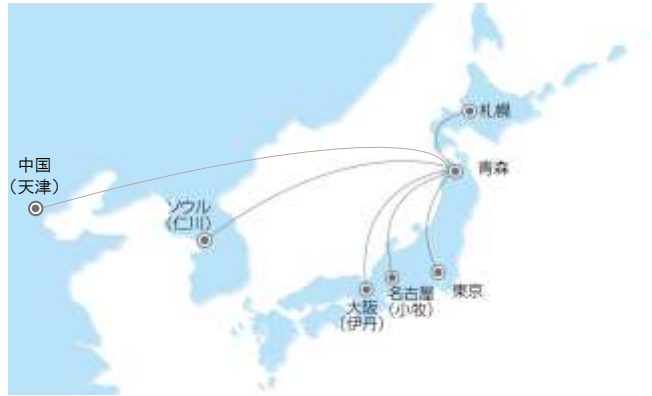 札幌
中国
(天津)
青森
ソウル
(仁川)
東京
名古屋
(小牧)
大阪
(伊丹)